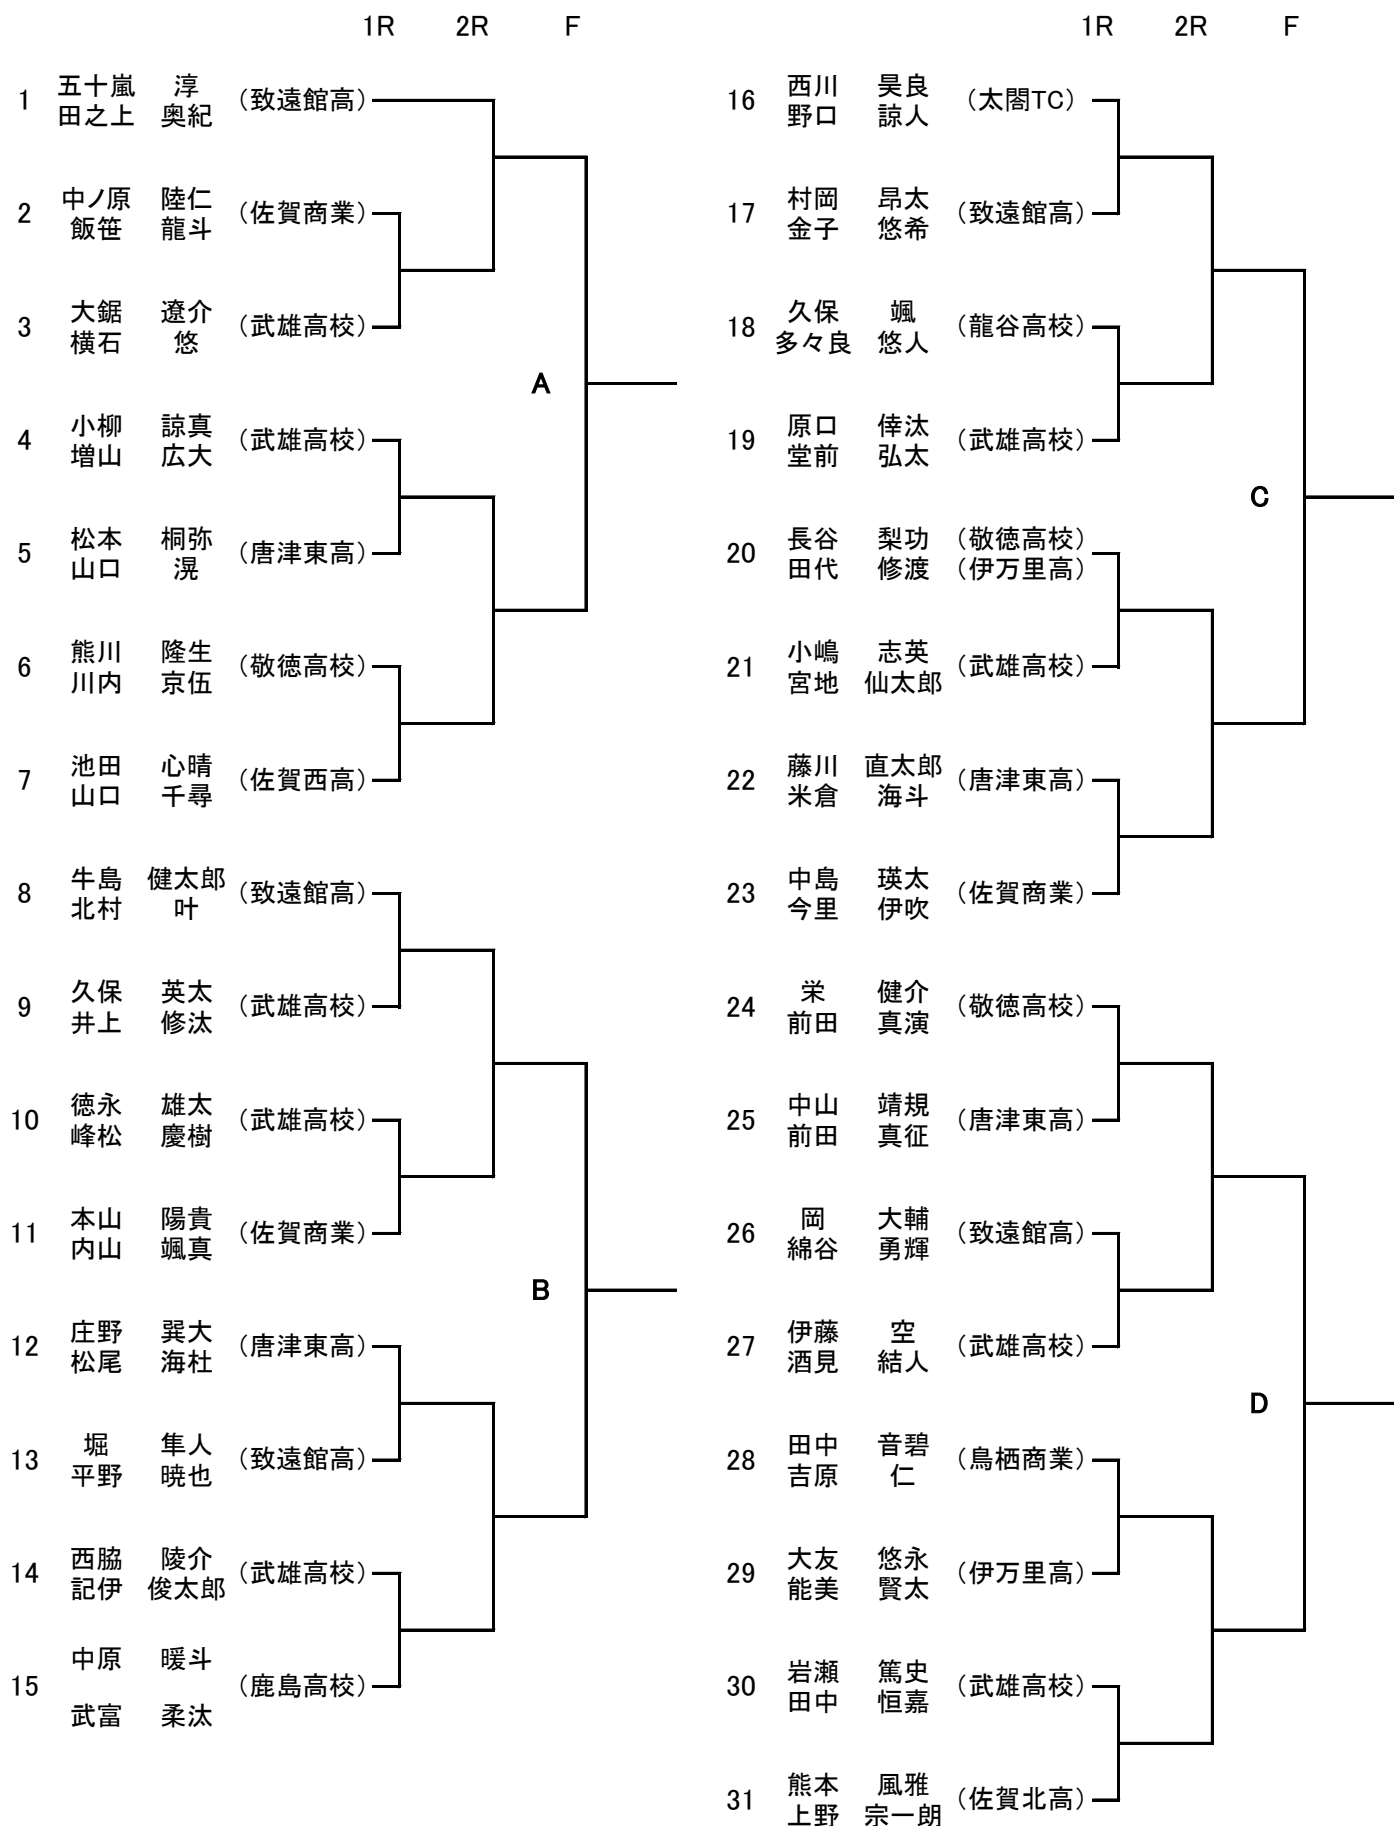 1R 2R F
1 五十嵐 淳 (致遠館高)
田之上 奥紀
2 中ノ原 陸仁 (佐賀商業)
飯笹 龍斗
3 大鋸 遼介 (武雄高校)
横石 悠
A
4 小柳 諒真 (武雄高校)
増山 広大
5 松本 桐弥 (唐津東高)
山口 滉
6 熊川 隆生 (敬徳高校)
川内 京伍
7 池田 心晴 (佐賀西高)
山口 千尋
8 牛島 健太郎 (致遠館高)
北村 叶
9 久保 英太 (武雄高校)
井上 修汰
10 徳永 雄太 (武雄高校)
峰松 慶樹
11 本山 陽貴 (佐賀商業)
内山 颯真
B
12 庄野 巽大 (唐津東高)
松尾 海杜
13 堀 隼人 (致遠館高)
平野 暁也
14 西脇 陵介 (武雄高校)
記伊 俊太郎
15 中原 暖斗 (鹿島高校)
武富 柔汰
1R 2R F
16 西川 昊良 (太閤TC)
野口 諒人
17 村岡 昂太 (致遠館高)
金子 悠希
18 久保 颯 (龍谷高校)
多々良 悠人
19 原口 倖汰 (武雄高校)
堂前 弘太
C
20 長谷 梨功 (敬徳高校)
田代 修渡 (伊万里高)
21 小嶋 志英 (武雄高校)
宮地 仙太郎
22 藤川 直太郎 (唐津東高)
米倉 海斗
23 中島 瑛太 (佐賀商業)
今里 伊吹
24 栄 健介 (敬徳高校)
前田 真演
25 中山 靖規 (唐津東高)
前田 真征
26 岡 大輔 (致遠館高)
綿谷 勇輝
27 伊藤 空 (武雄高校)
酒見 結人
D
28 田中 音碧 (鳥栖商業)
吉原 仁
29 大友 悠永 (伊万里高)
能美 賢太
30 岩瀬 篤史 (武雄高校)
田中 恒嘉
31 熊本 風雅 (佐賀北高)
上野 宗一朗